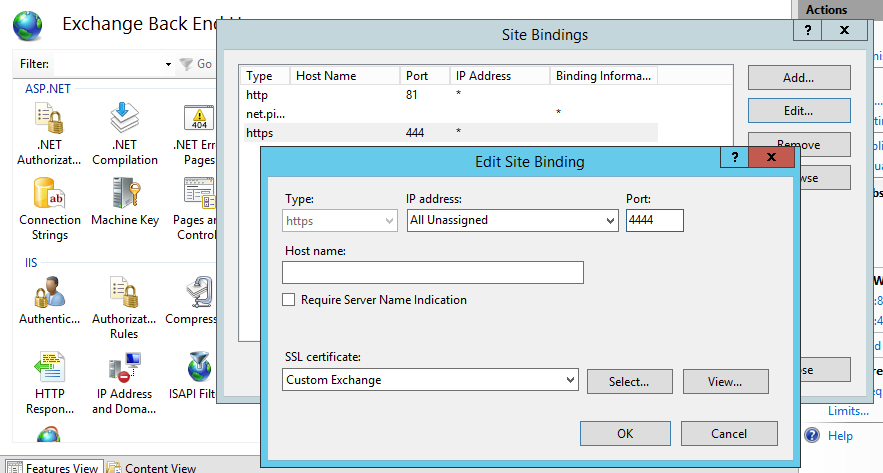 Exchange Back End
Actions
Filter:
Go
ASP.NET
.NET
Authorizat...
.NET
Compilation
.NET Err
Pages
Connection
Strings
Machine Key
Pages an
Control
IIS
Authentic...
Authorizat...
Rules
Compress
HTTP
Respon...
IP Address
and Doma...
ISAPI Filt
Features View
Content View
Site Bindings
? x
Type Host Name Port IP Address Binding Informa...
http 81 *
net.pi... *
https 444 *
Add...
Edit...
Remove
wse
se
Edit Site Binding
? x
Type: IP address: Port:
https All Unassigned 4444
Host name:
Require Server Name Indication
SSL certificate:
Custom Exchange Select... View...
OK Cancel
Limits...
Help